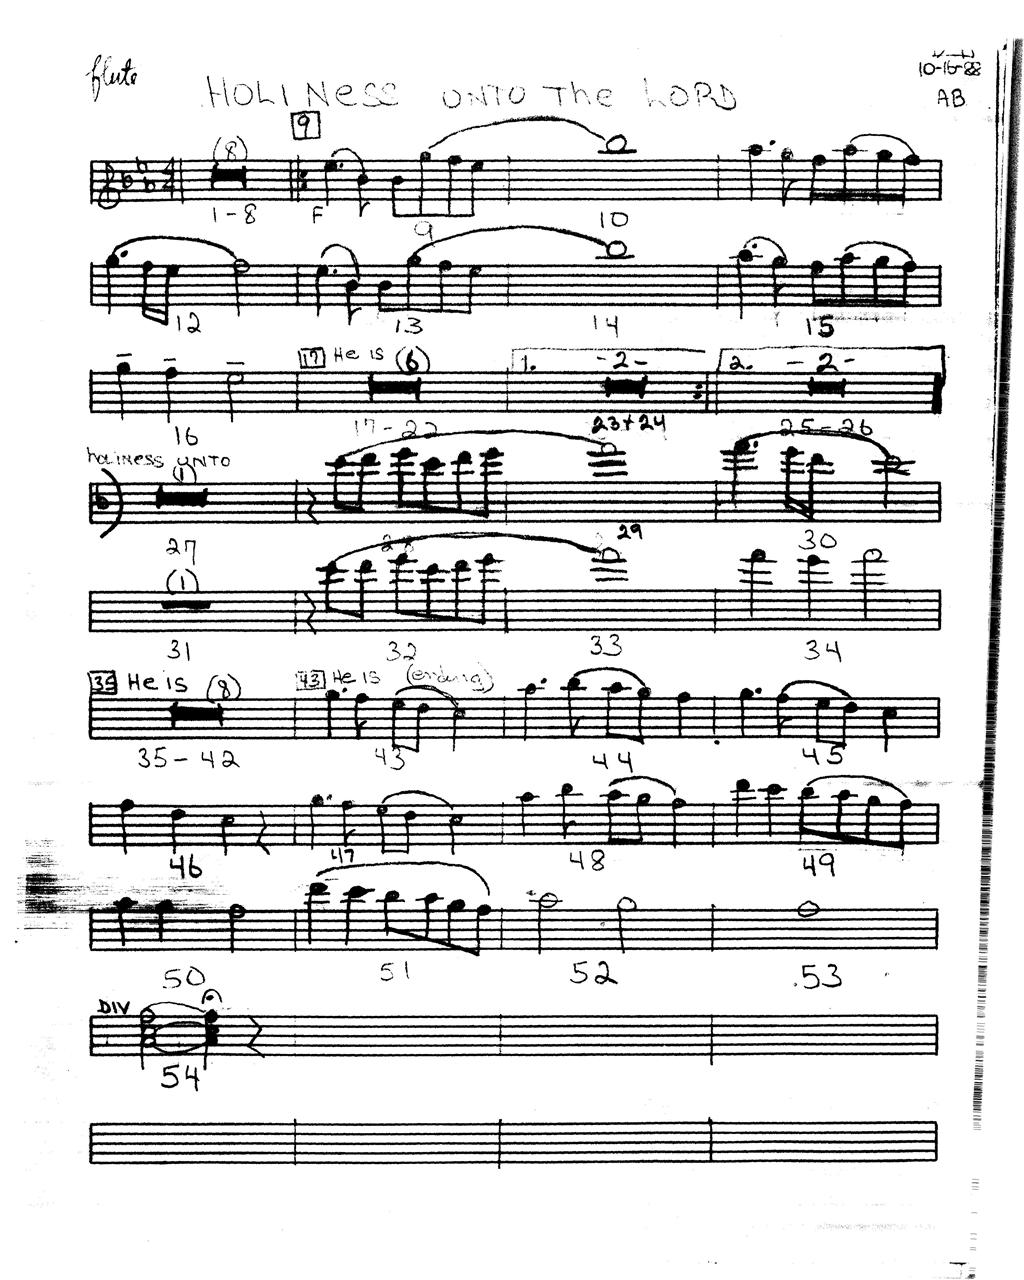 flute
HOLINESS UNTO THE LORD
10-16-88
AB
9
(8)
4
4
1-8 F 9 10
12 13 14 15
17 He is (6) 1. -2- 2. -2-
16 17-22 23+24 25-26
HOLINESS UNTO
(1)
27 28 29 30
(1)
31 32 33 34
35 He is (8) 43 He is (ending)
35-42 43 44 45
46 47 48 49
50 51 52 53
DIV
54